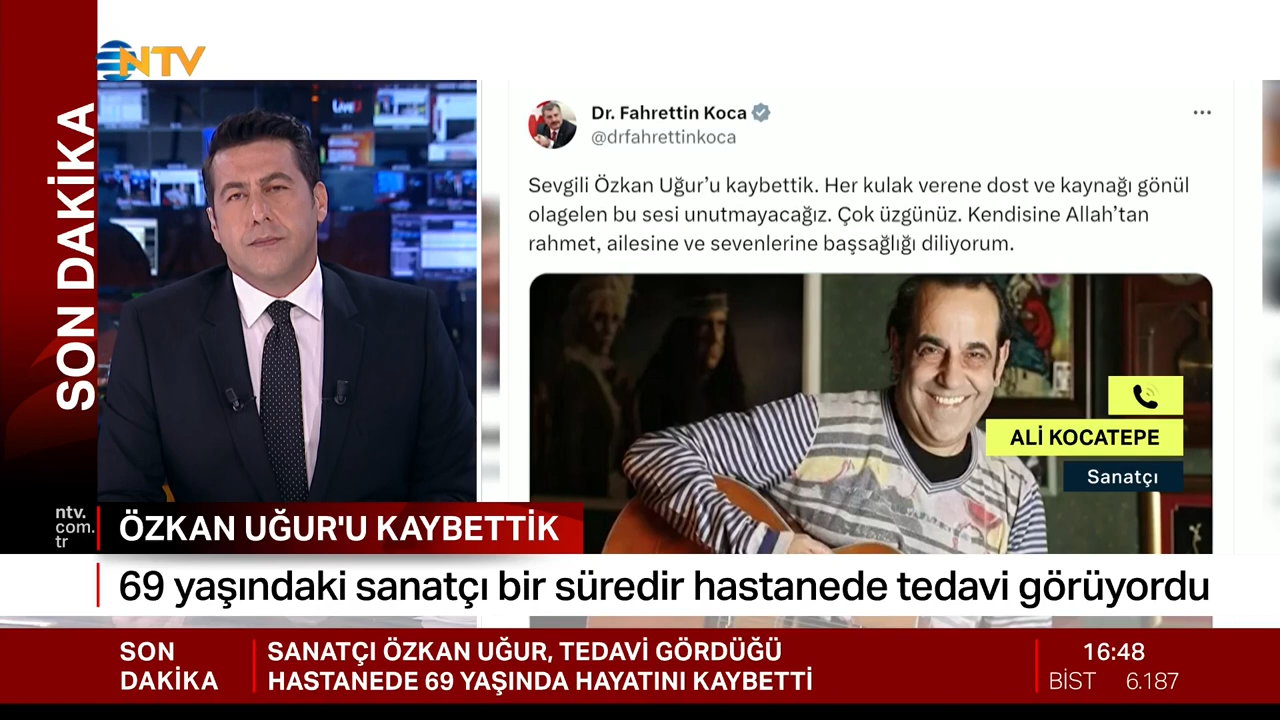 NTV
SON DAKİKA
Dr. Fahrettin Koca
@drfahrettinkoca
Sevgili Özkan Uğur’u kaybettik. Her kulak verene dost ve kaynağı gönül
olagelen bu sesi unutmayacağız. Çok üzgünüz. Kendisine Allah’tan
rahmet, ailesine ve sevenlerine başsağlığı diliyorum.
ALİ KOCATEPE
Sanatçı
ntv.
com.
tr
ÖZKAN UĞUR'U KAYBETTİK
69 yaşındaki sanatçı bir süredir hastanede tedavi görüyordu
SON
DAKİKA
SANATÇI ÖZKAN UĞUR, TEDAVİ GÖRDÜĞÜ
HASTANEDE 69 YAŞINDA HAYATINI KAYBETTİ
16:48
BİST 6.187